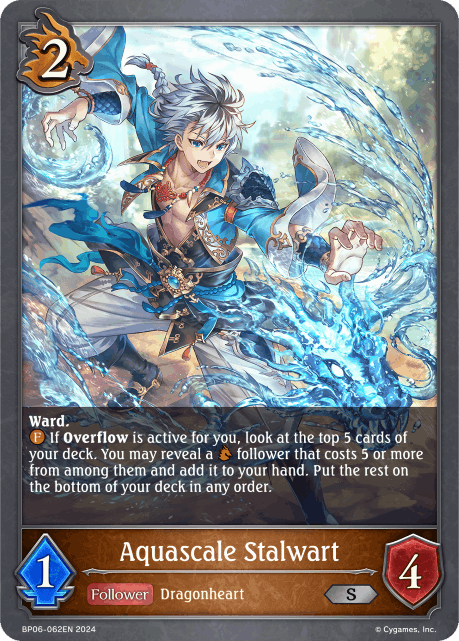 2
Ward.
F If Overflow is active for you, look at the top 5 cards of
your deck. You may reveal a follower that costs 5 or more
from among them and add it to your hand. Put the rest on
the bottom of your deck in any order.
Aquascale Stalwart
1
Follower Dragonheart
S
4
BP06-062EN 2024
© Cygames, Inc.